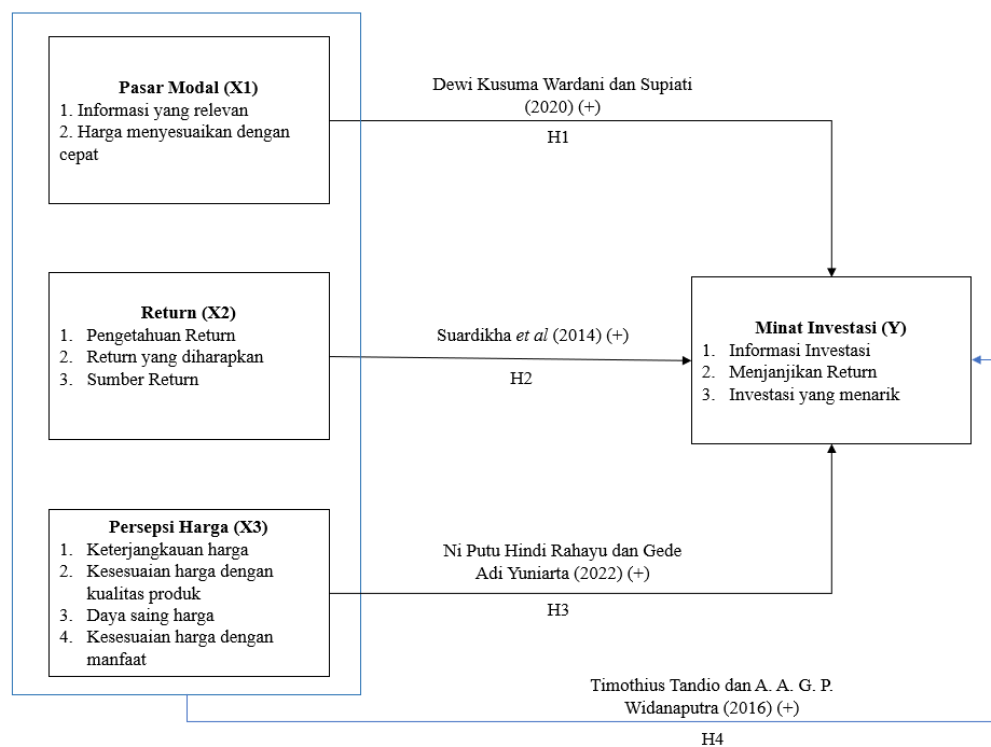 Pasar Modal (X1)
1. Informasi yang relevan
2. Harga menyesuaikan dengan
cepat
Dewi Kusuma Wardani dan Supiati
(2020) (+)
H1
Return (X2)
1. Pengetahuan Return
2. Return yang diharapkan
3. Sumber Return
Suardikha et al (2014) (+)
H2
Minat Investasi (Y)
1. Informasi Investasi
2. Menjanjikan Return
3. Investasi yang menarik
Persepsi Harga (X3)
1. Keterjangkauan harga
2. Kesesuaian harga dengan
kualitas produk
3. Daya saing harga
4. Kesesuaian harga dengan
manfaat
Ni Putu Hindi Rahayu dan Gede
Adi Yuniarta (2022) (+)
H3
Timothius Tandio dan A. A. G. P.
Widanaputra (2016) (+)
H4